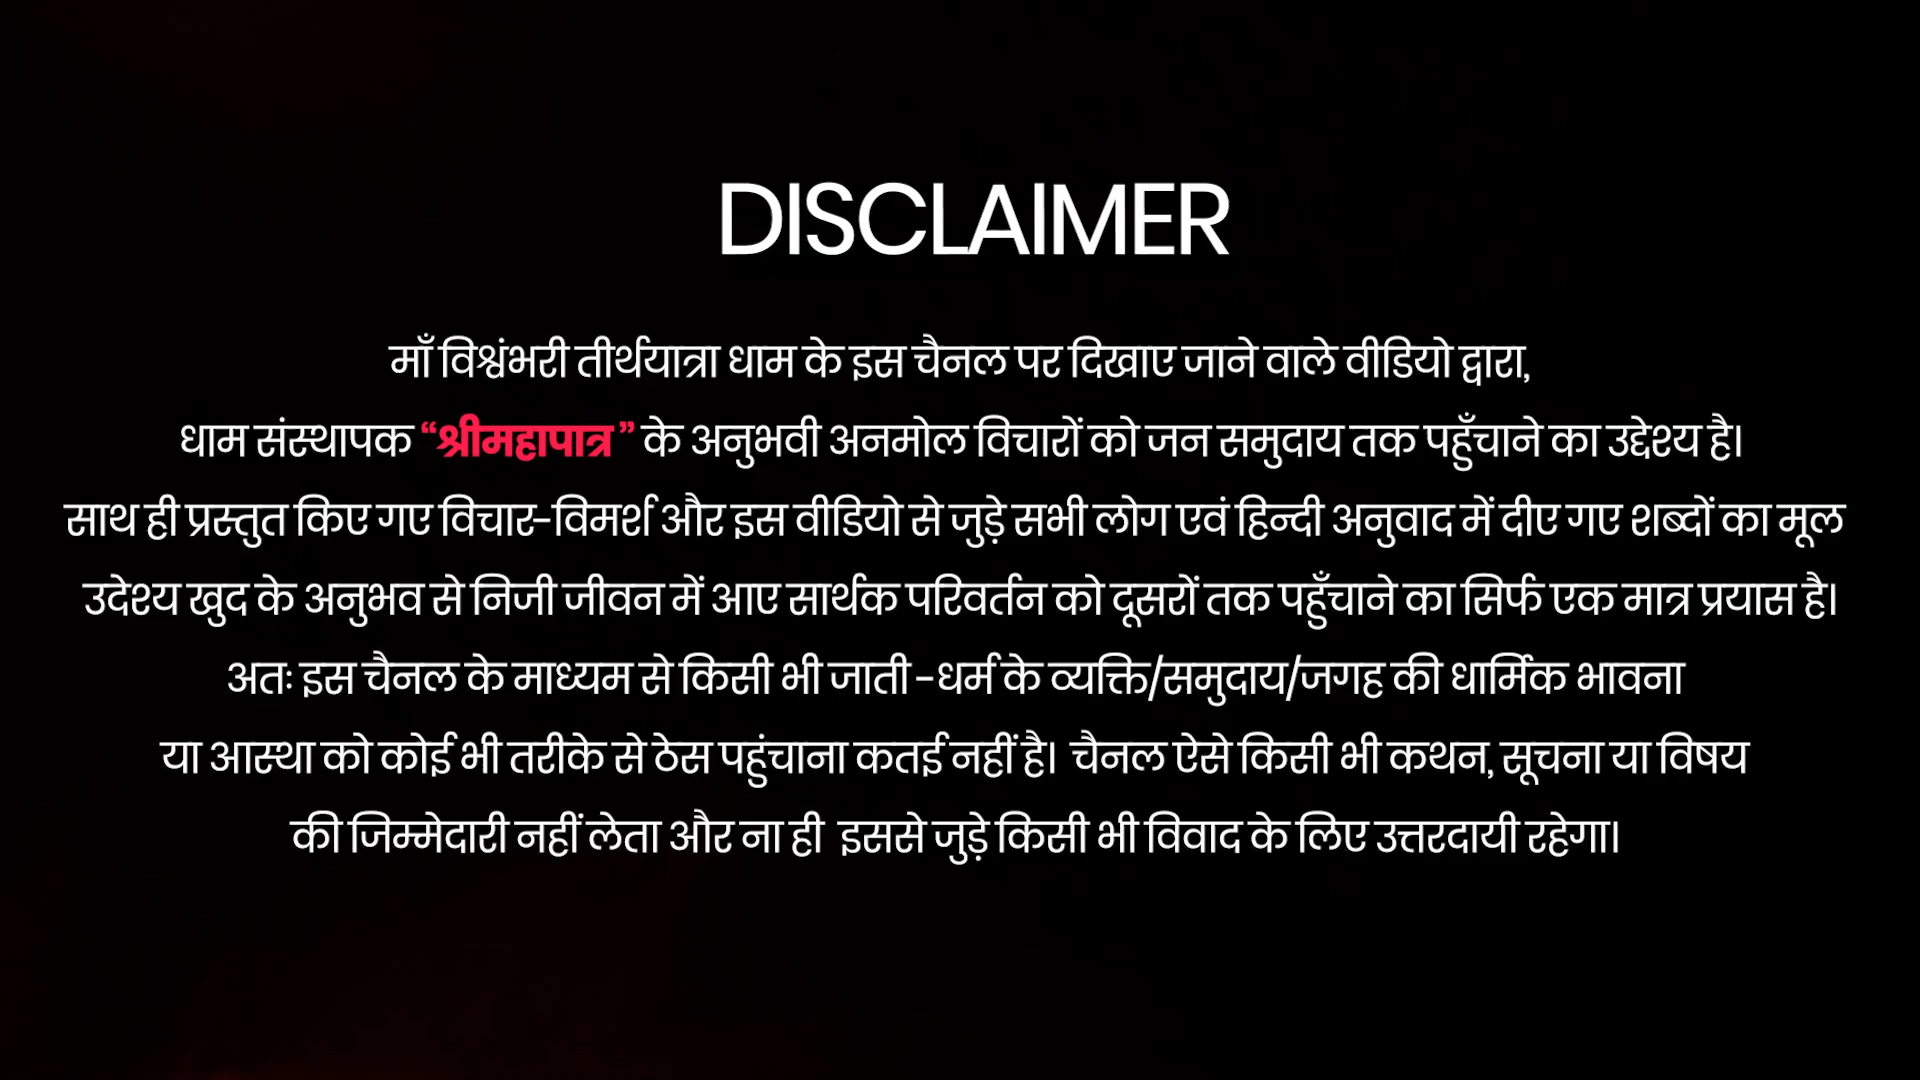 DISCLAIMER
माँ विश्वंभरी तीर्थयात्रा धाम के इस चैनल पर दिखाए जाने वाले वीडियो द्वारा,
धाम संस्थापक “श्रीमहापात्र ” के अनुभवी अनमोल विचारों को जन समुदाय तक पहुँचाने का उद्देश्य है।
साथ ही प्रस्तुत किए गए विचार-विमर्श और इस वीडियो से जुड़े सभी लोग एवं हिन्दी अनुवाद में दीए गए शब्दों का मूल
उदेश्य खुद के अनुभव से निजी जीवन में आए सार्थक परिवर्तन को दूसरों तक पहुँचाने का सिर्फ एक मात्र प्रयास है।
अतः इस चैनल के माध्यम से किसी भी जाती -धर्म के व्यक्ति/समुदाय/जगह की धार्मिक भावना
या आस्था को कोई भी तरीके से ठेस पहुंचाना कतई नहीं है। चैनल ऐसे किसी भी कथन, सूचना या विषय
की जिम्मेदारी नहीं लेता और ना ही इससे जुड़े किसी भी विवाद के लिए उत्तरदायी रहेगा।